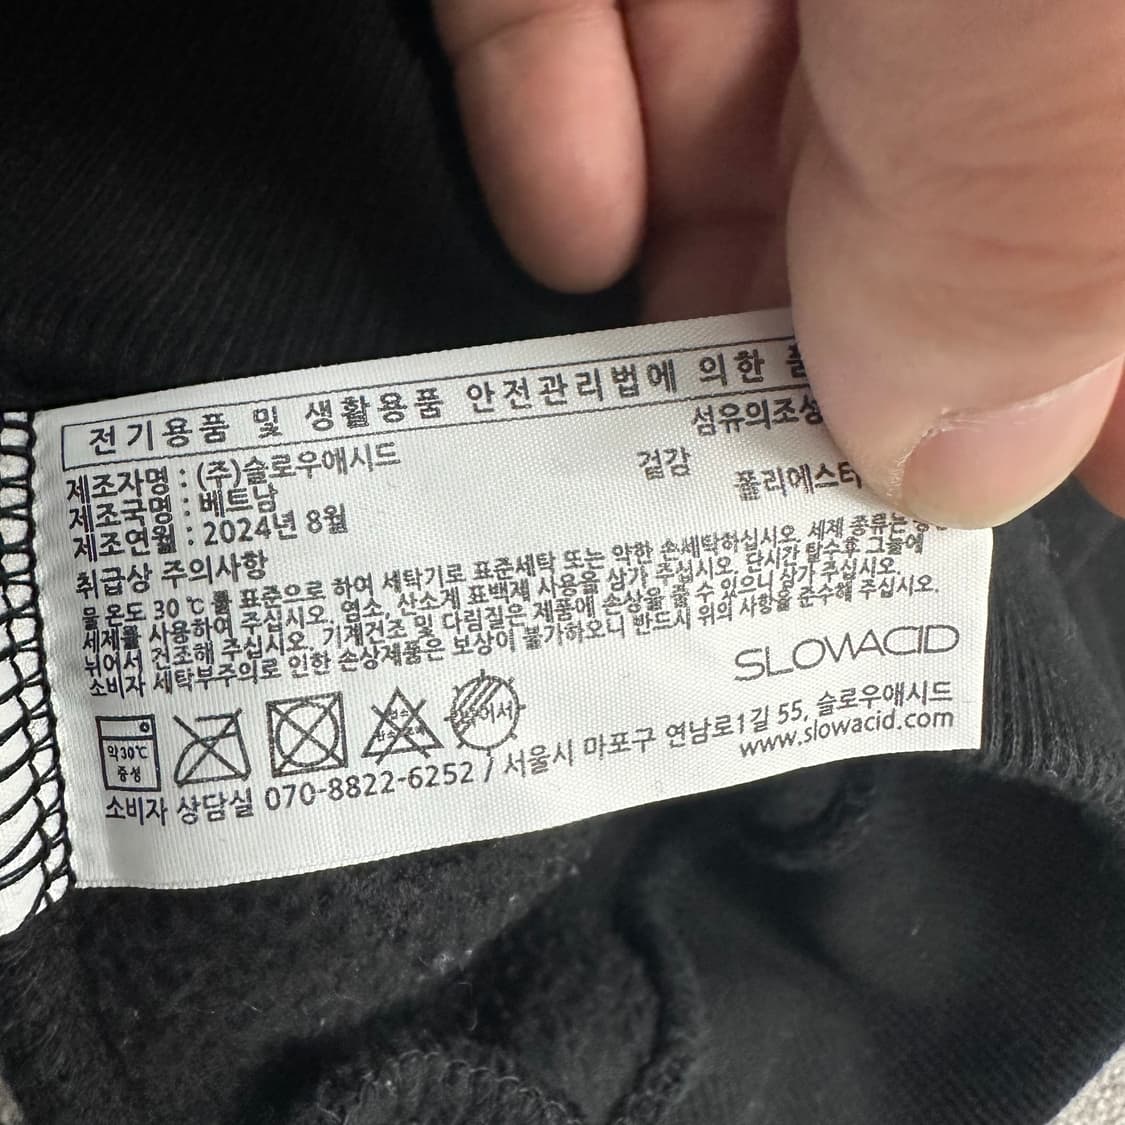 전기용품 및 생활용품 안전관리법에 의한
섬유의조성
제조자명 : (주)슬로우애시드
겉감
제조국명 : 베트남
폴리에스터
제조연월 : 2024년 8월
취급상 주의사항
물 온도 30℃를 표준으로 하여 세탁기로 표준세탁 또는 약한 손세탁하십시오. 세제 종류는
세제를 사용하여 주십시오. 염소, 산소계 표백제 사용을 삼가 주십시오. 단시간 탈수후 그늘에
뉘어서 건조해 주십시오. 기계건조 및 다림질은 제품에 손상을 줄 수 있으니 삼가 주십시오.
소비자 세탁부주의로 인한 손상제품은 보상이 불가하오니 반드시 위의 사항을 준수해 주십시오.
SLOWACID
약30℃
중성
소비자 상담실 070-8822-6252 / 서울시 마포구 연남로1길 55, 슬로우애시드
www.slowacid.com